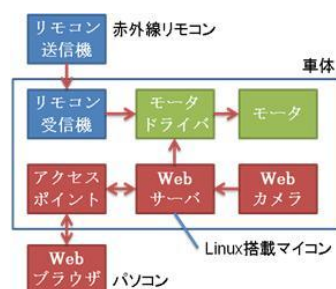 リモコン
送信機
赤外線リモコン
車体
リモコン
受信機
モータ
ドライバ
モータ
アクセス
ポイント
Web
サーバ
Web
カメラ
Linux搭載マイコン
Web
ブラウザ
パソコン